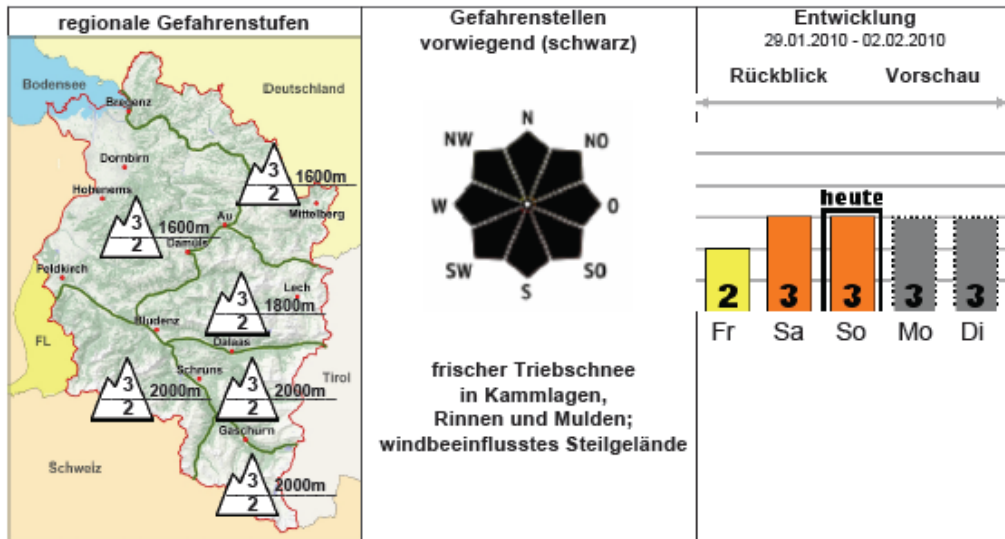 regionale Gefahrenstufen
Bodensee
Deutschland
Bregenz
Dornbirn
3
2
1600m
Hohenems
Mittelberg
3
2
1600m
Au
Damüls
Feldkirch
Lech
3
2
1800m
Bludenz
FL
Dalaas
Schruns
Tirol
3
2
2000m
3
2
2000m
Gaschurn
Schweiz
3
2
2000m
Gefahrenstellen
vorwiegend (schwarz)
N
NW
NO
W
O
SW
SO
S
frischer Triebschnee
in Kammlagen,
Rinnen und Mulden;
windbeeinflusstes Steilgelände
Entwicklung
29.01.2010 - 02.02.2010
Rückblick
Vorschau
heute
2
3
3
3
3
Fr
Sa
So
Mo
Di